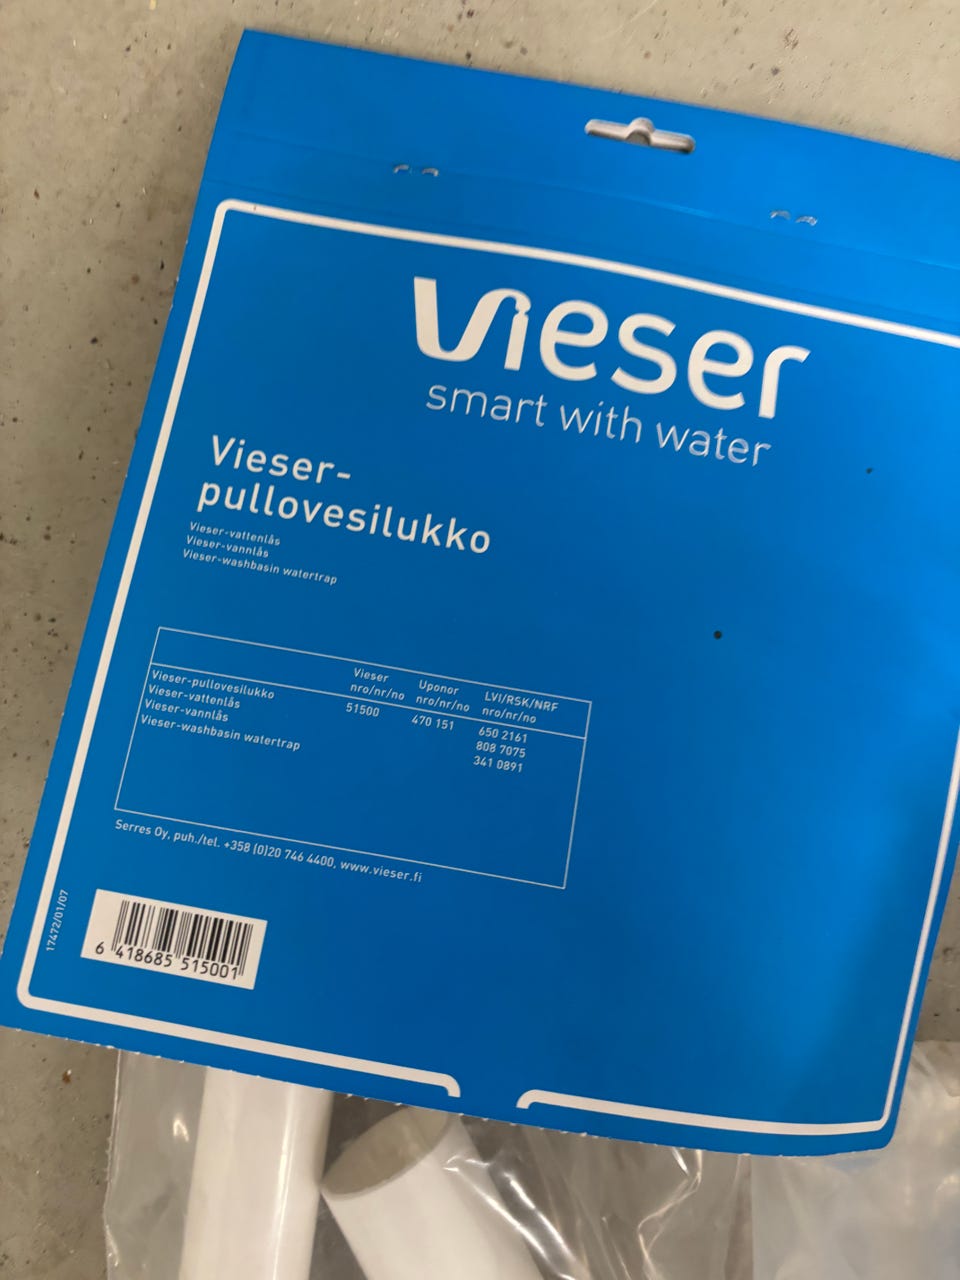 vieser
smart with water
Vieser-
pullovesilukko
Vieser-vattenlås
Vieser-vannlås
Vieser-washbasin watertrap
Vieser Uponor LVI/RSK/NRF
nro/nr/no nro/nr/no nro/nr/no
Vieser-pullovesilukko 51500 470 151 650 2161
Vieser-vattenlås 808 7075
Vieser-vannlås 341 0891
Vieser-washbasin watertrap
Serres Oy, puh./tel. +358 (0)20 746 4400, www.vieser.fi
17472/01/07
6 418685 515001